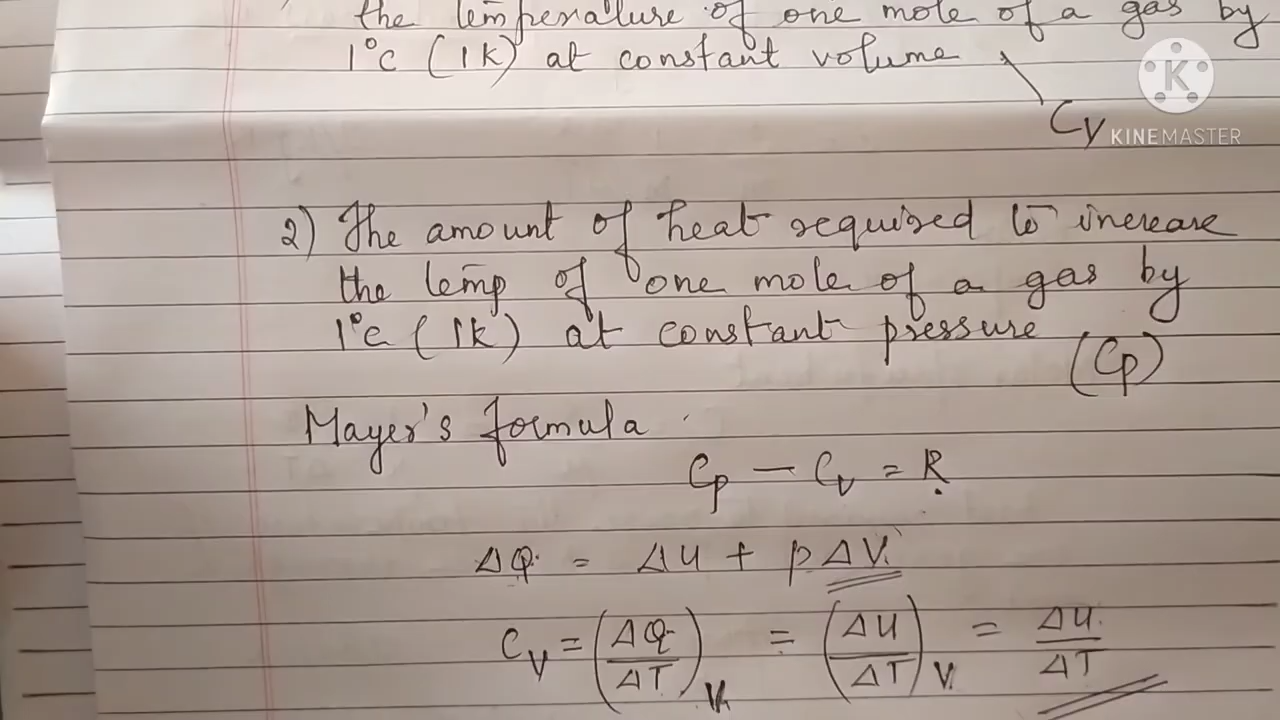 the temperature of one mole of a gas by
1°c (1k) at constant volume
Cv
K
KINEMASTER
2) The amount of heat required to increase
the temp of one mole of a gas by
1°c (1k) at constant pressure
(Cp)
Mayer's formula
Cp — Cv = R
ΔQ = ΔU + pΔV
Cv = (ΔQ/ΔT)v = (ΔU/ΔT)v = ΔU/ΔT